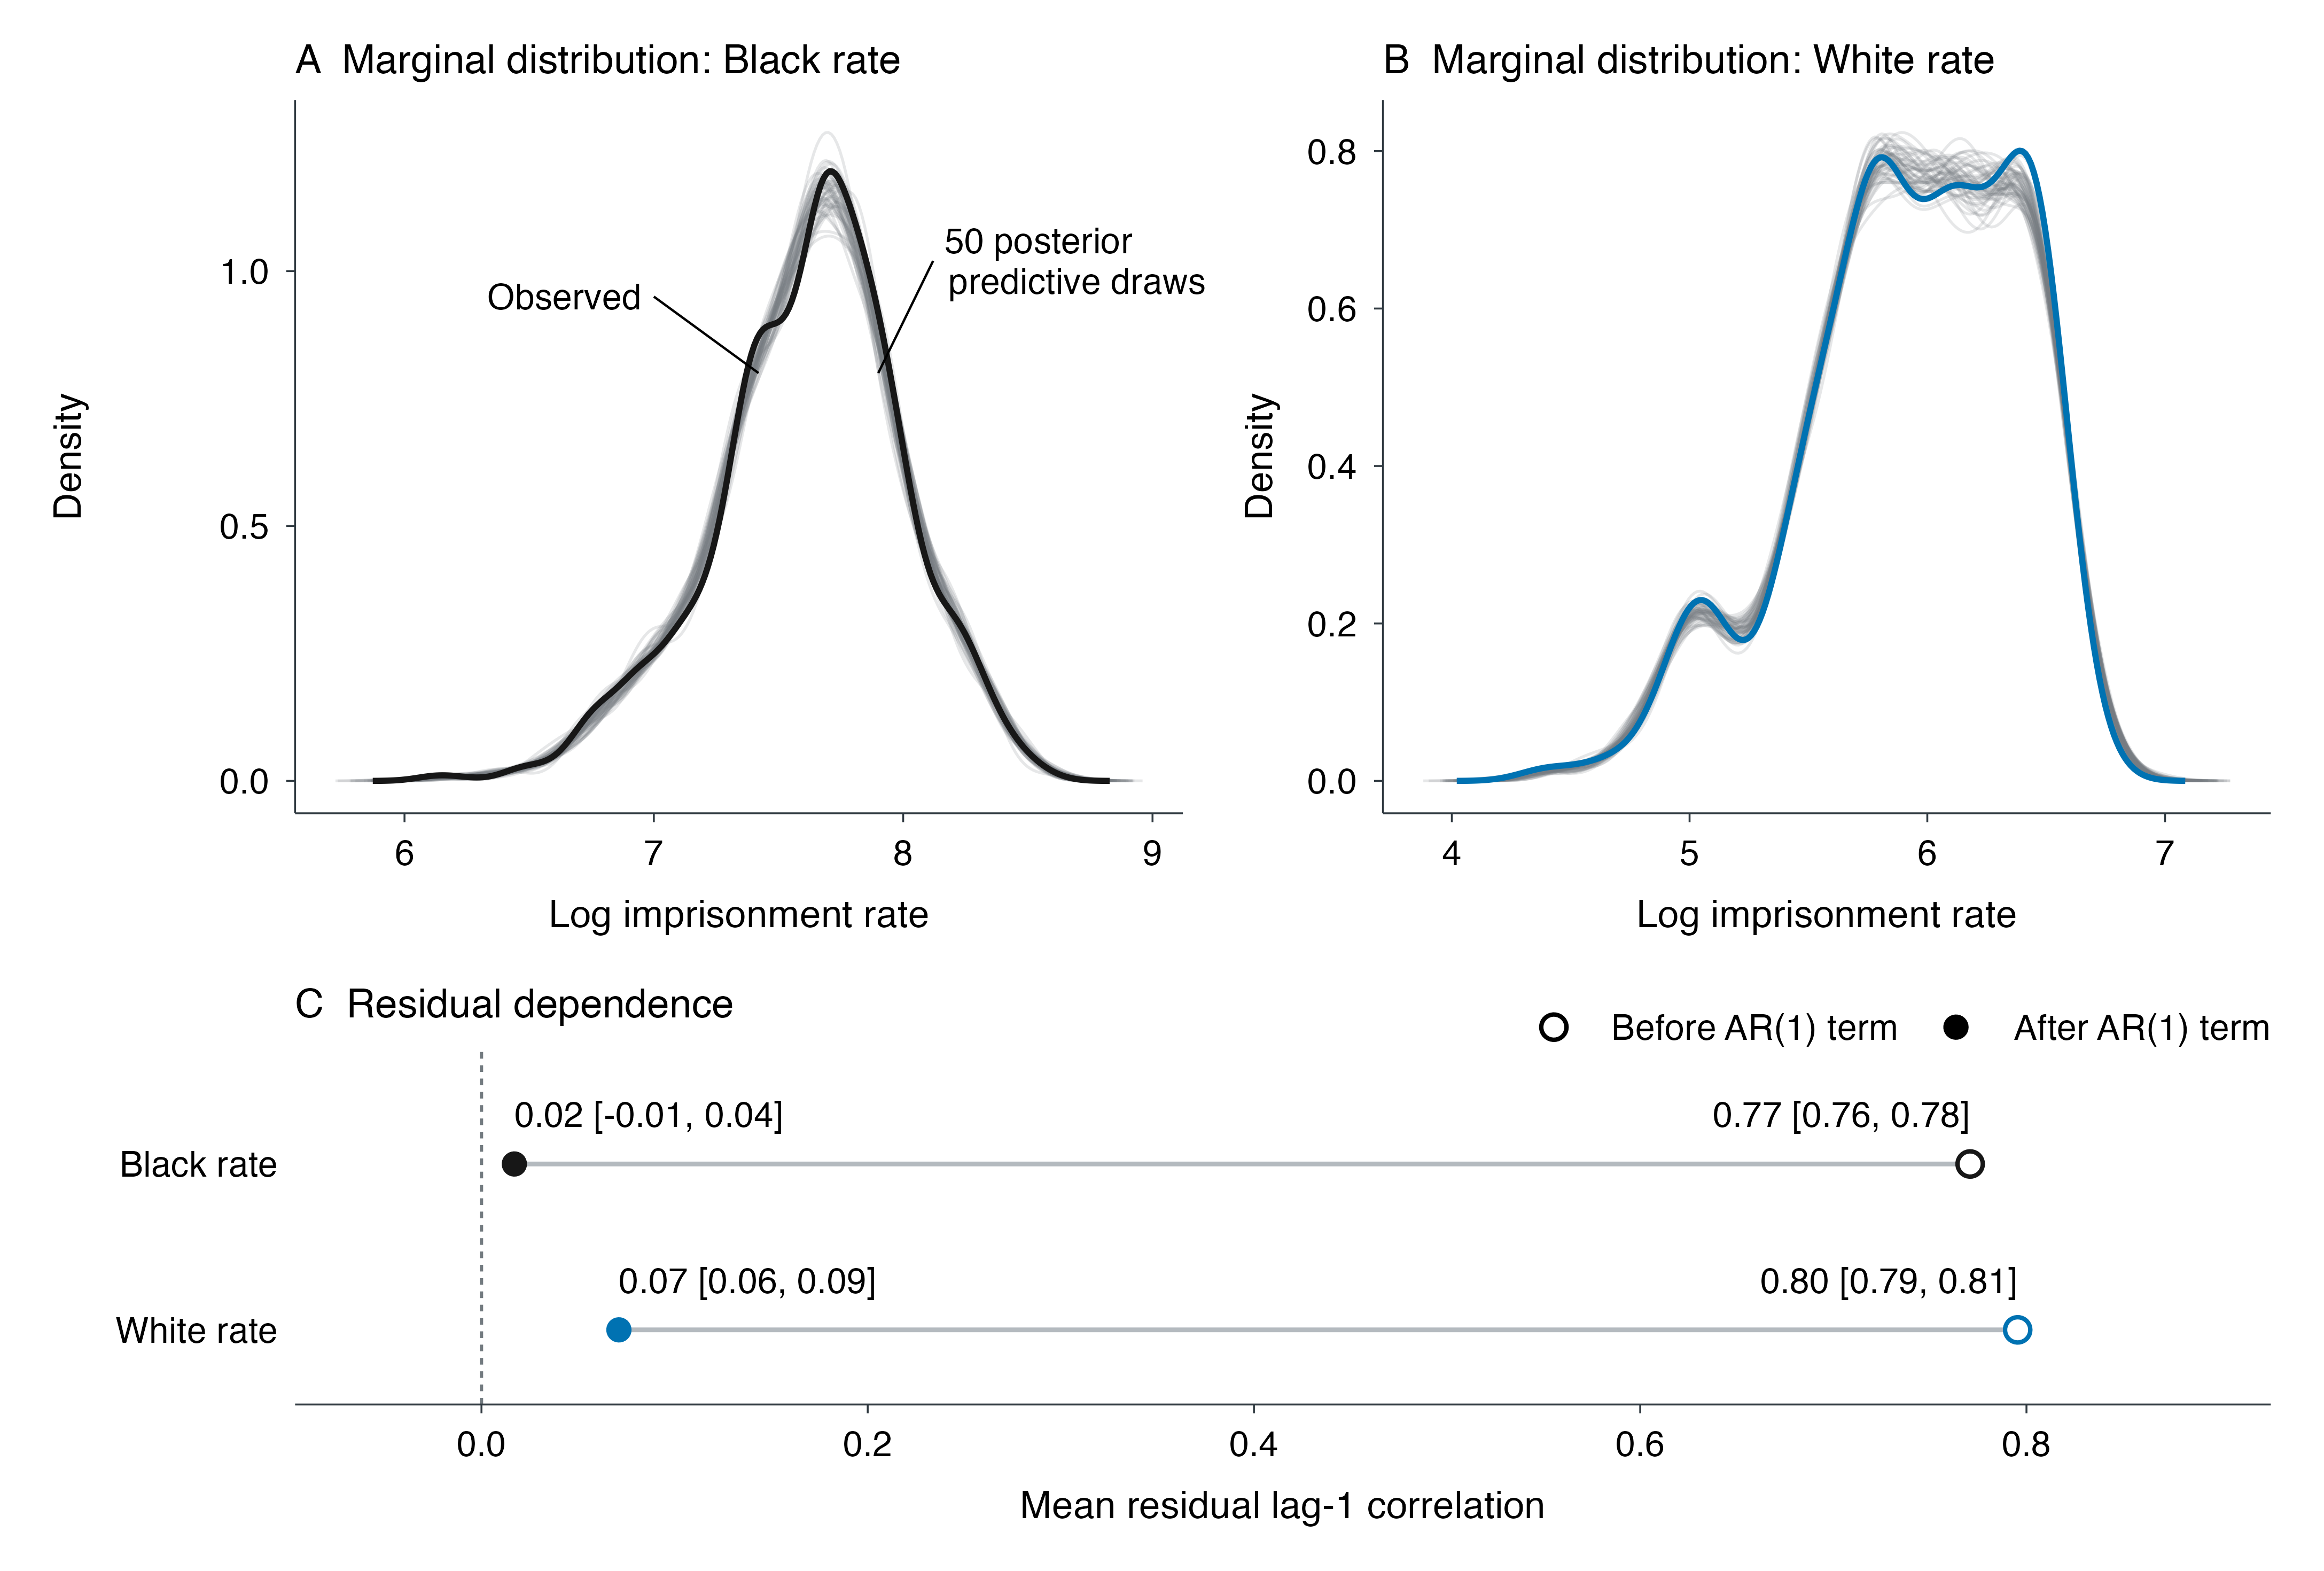 A Marginal distribution: Black rate
Density
1.0
0.5
0.0
Observed
50 posterior
predictive draws
6 7 8 9
Log imprisonment rate
B Marginal distribution: White rate
Density
0.8
0.6
0.4
0.2
0.0
4 5 6 7
Log imprisonment rate
C Residual dependence
Before AR(1) term After AR(1) term
0.02 [-0.01, 0.04] 0.77 [0.76, 0.78]
Black rate
0.07 [0.06, 0.09] 0.80 [0.79, 0.81]
White rate
0.0 0.2 0.4 0.6 0.8
Mean residual lag-1 correlation